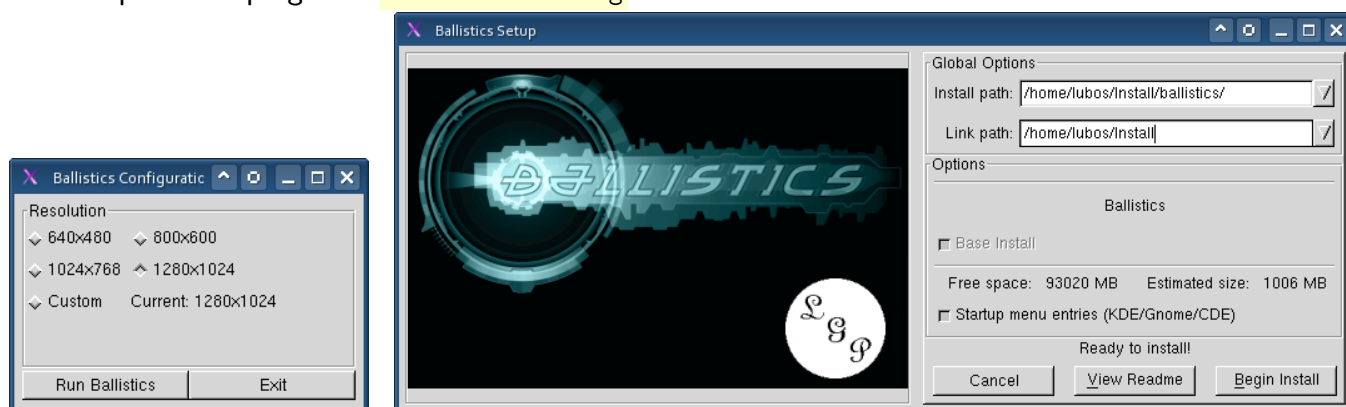 Ballistics Setup
Global Options
Install path: /home/lubos/Install/ballistics/
Link path: /home/lubos/Install
BALLISTICS
LGP
Options
Ballistics
Base Install
Free space: 93020 MB Estimated size: 1006 MB
Startup menu entries (KDE/Gnome/CDE)
Ready to install!
Cancel View Readme Begin Install
Ballistics Configuratic
Resolution
640x480 800x600
1024x768 1280x1024
Custom Current: 1280x1024
Run Ballistics Exit